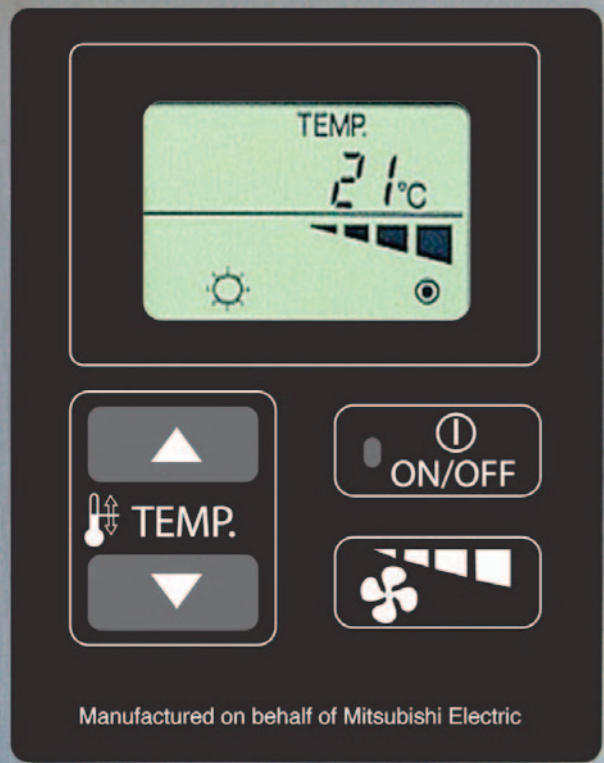 TEMP.
21°C
ON/OFF
TEMP.
Manufactured on behalf of Mitsubishi Electric